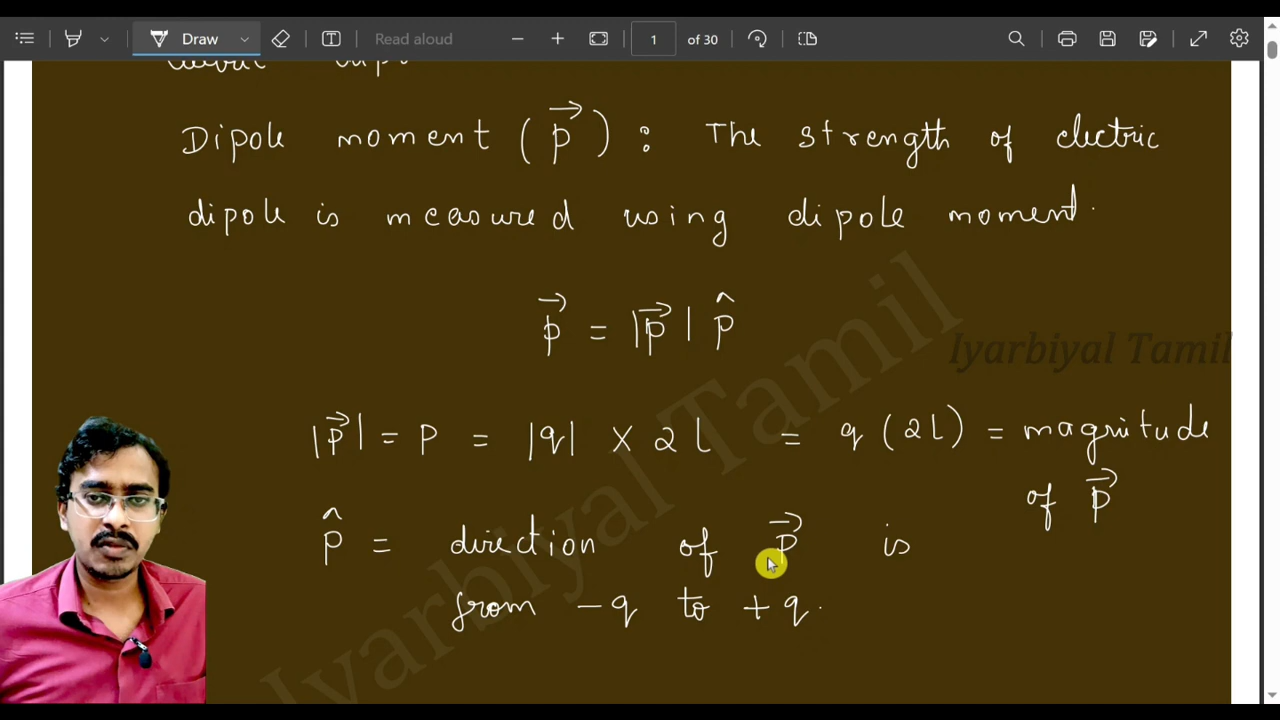 Draw
Read aloud
1 of 30
Dipole moment (p⃗) : The strength of electric
dipole is measured using dipole moment.
p⃗ = |p⃗| p̂
Iyarbiyal Tamil
|p⃗| = p = |q| × 2l = q (2l) = magnitude
of p⃗
p̂ = direction of p⃗ is
from -q to +q.
Iyarbiyal Tamil